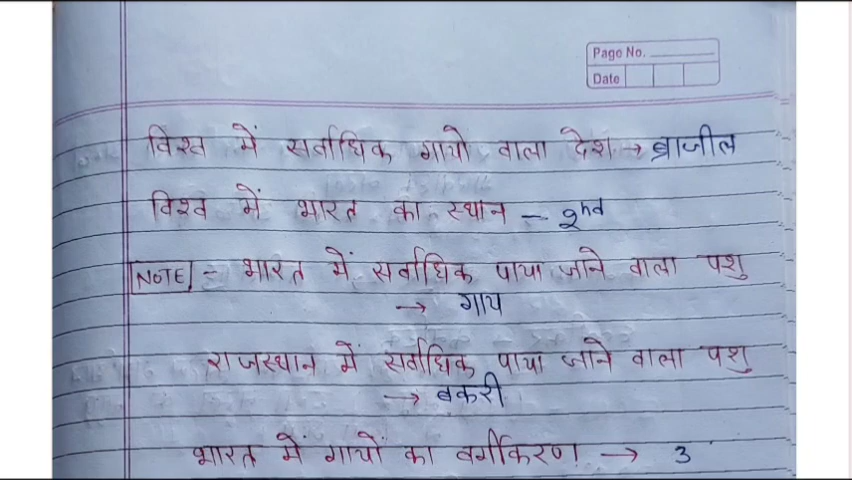 Page No.
Date
विश्व में सर्वाधिक गायो वाला देश → ब्राजील
विश्व में भारत का स्थान – 2nd
NOTE – भारत में सर्वाधिक पाया जाने वाला पशु
→ गाय
राजस्थान में सर्वाधिक पाया जाने वाला पशु
→ बकरी
भारत में गायों का वर्गीकरण → 3